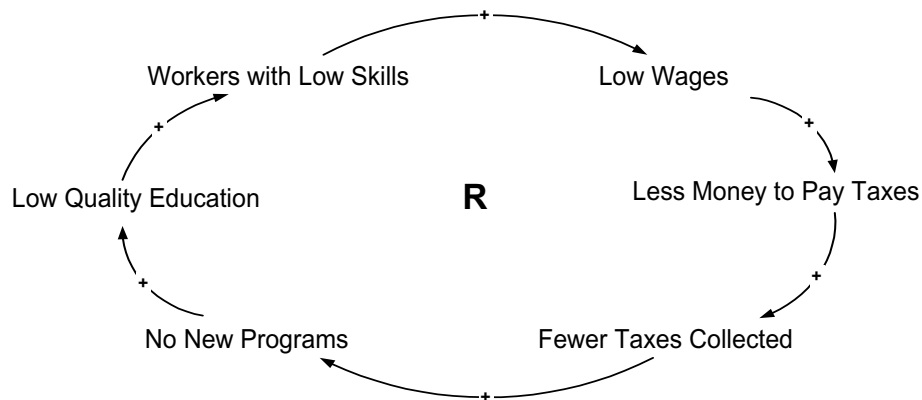 +
Workers with Low Skills
Low Wages
+
+
Low Quality Education
R
Less Money to Pay Taxes
+
+
No New Programs
Fewer Taxes Collected
+